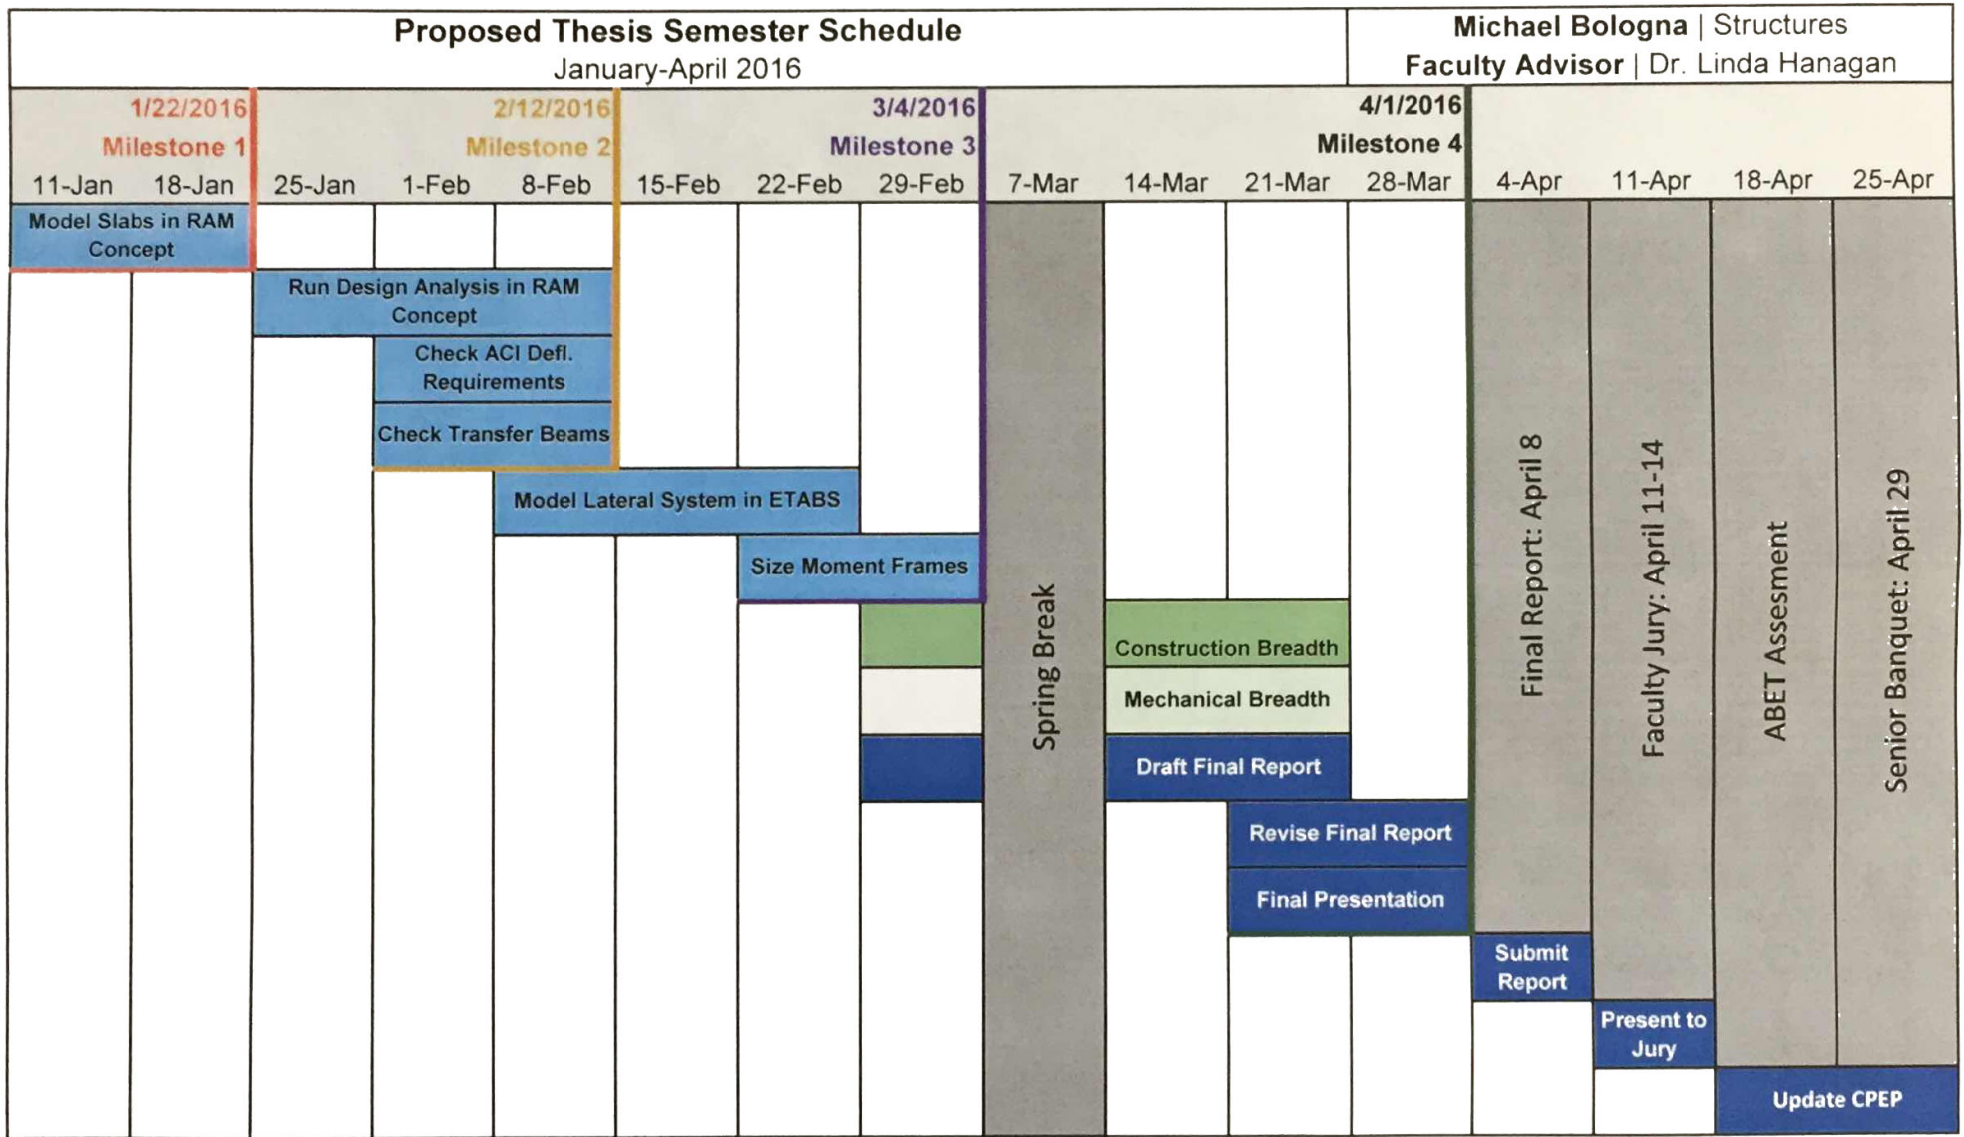 Proposed Thesis Semester Schedule
January-April 2016
Michael Bologna | Structures
Faculty Advisor | Dr. Linda Hanagan
1/22/2016
Milestone 1
2/12/2016
Milestone 2
3/4/2016
Milestone 3
4/1/2016
Milestone 4
11-Jan 18-Jan 25-Jan 1-Feb 8-Feb 15-Feb 22-Feb 29-Feb 7-Mar 14-Mar 21-Mar 28-Mar 4-Apr 11-Apr 18-Apr 25-Apr
Model Slabs in RAM
Concept
Run Design Analysis in RAM
Concept
Check ACI Defl.
Requirements
Check Transfer Beams
Model Lateral System in ETABS
Size Moment Frames
Spring Break
Construction Breadth
Mechanical Breadth
Draft Final Report
Revise Final Report
Final Presentation
Final Report: April 8
Faculty Jury: April 11-14
ABET Assesment
Senior Banquet: April 29
Submit
Report
Present to
Jury
Update CPEP